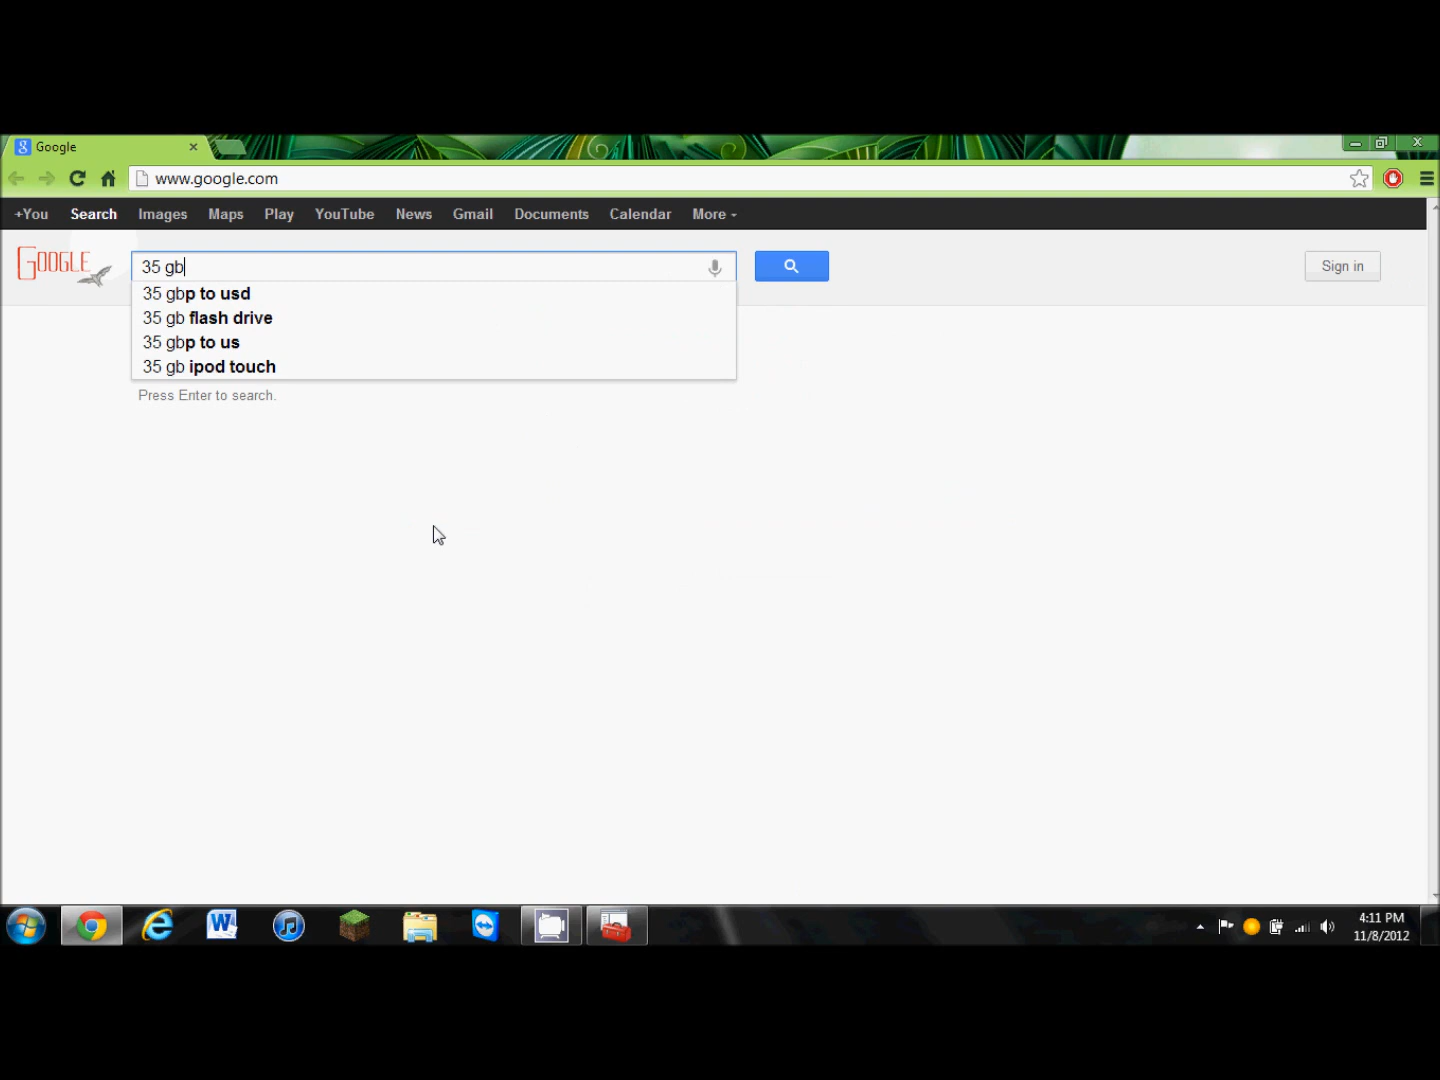 Google
www.google.com
+You Search Images Maps Play YouTube News Gmail Documents Calendar More
GOOGLE
35 gb
Sign in
35 gbp to usd
35 gb flash drive
35 gbp to us
35 gb ipod touch
Press Enter to search.
4:11 PM
11/8/2012